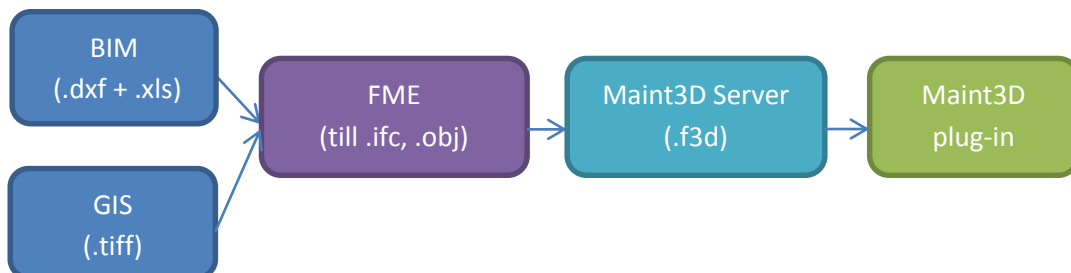 BIM
(.dxf + .xls)
GIS
(.tiff)
FME
(till .ifc, .obj)
Maint3D Server
(.f3d)
Maint3D
plug-in